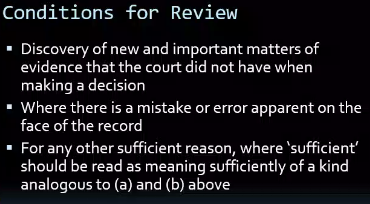 Conditions for Review
▪ Discovery of new and important matters of
evidence that the court did not have when
making a decision
▪ Where there is a mistake or error apparent on the
face of the record
▪ For any other sufficient reason, where ‘sufficient’
should be read as meaning sufficiently of a kind
analogous to (a) and (b) above